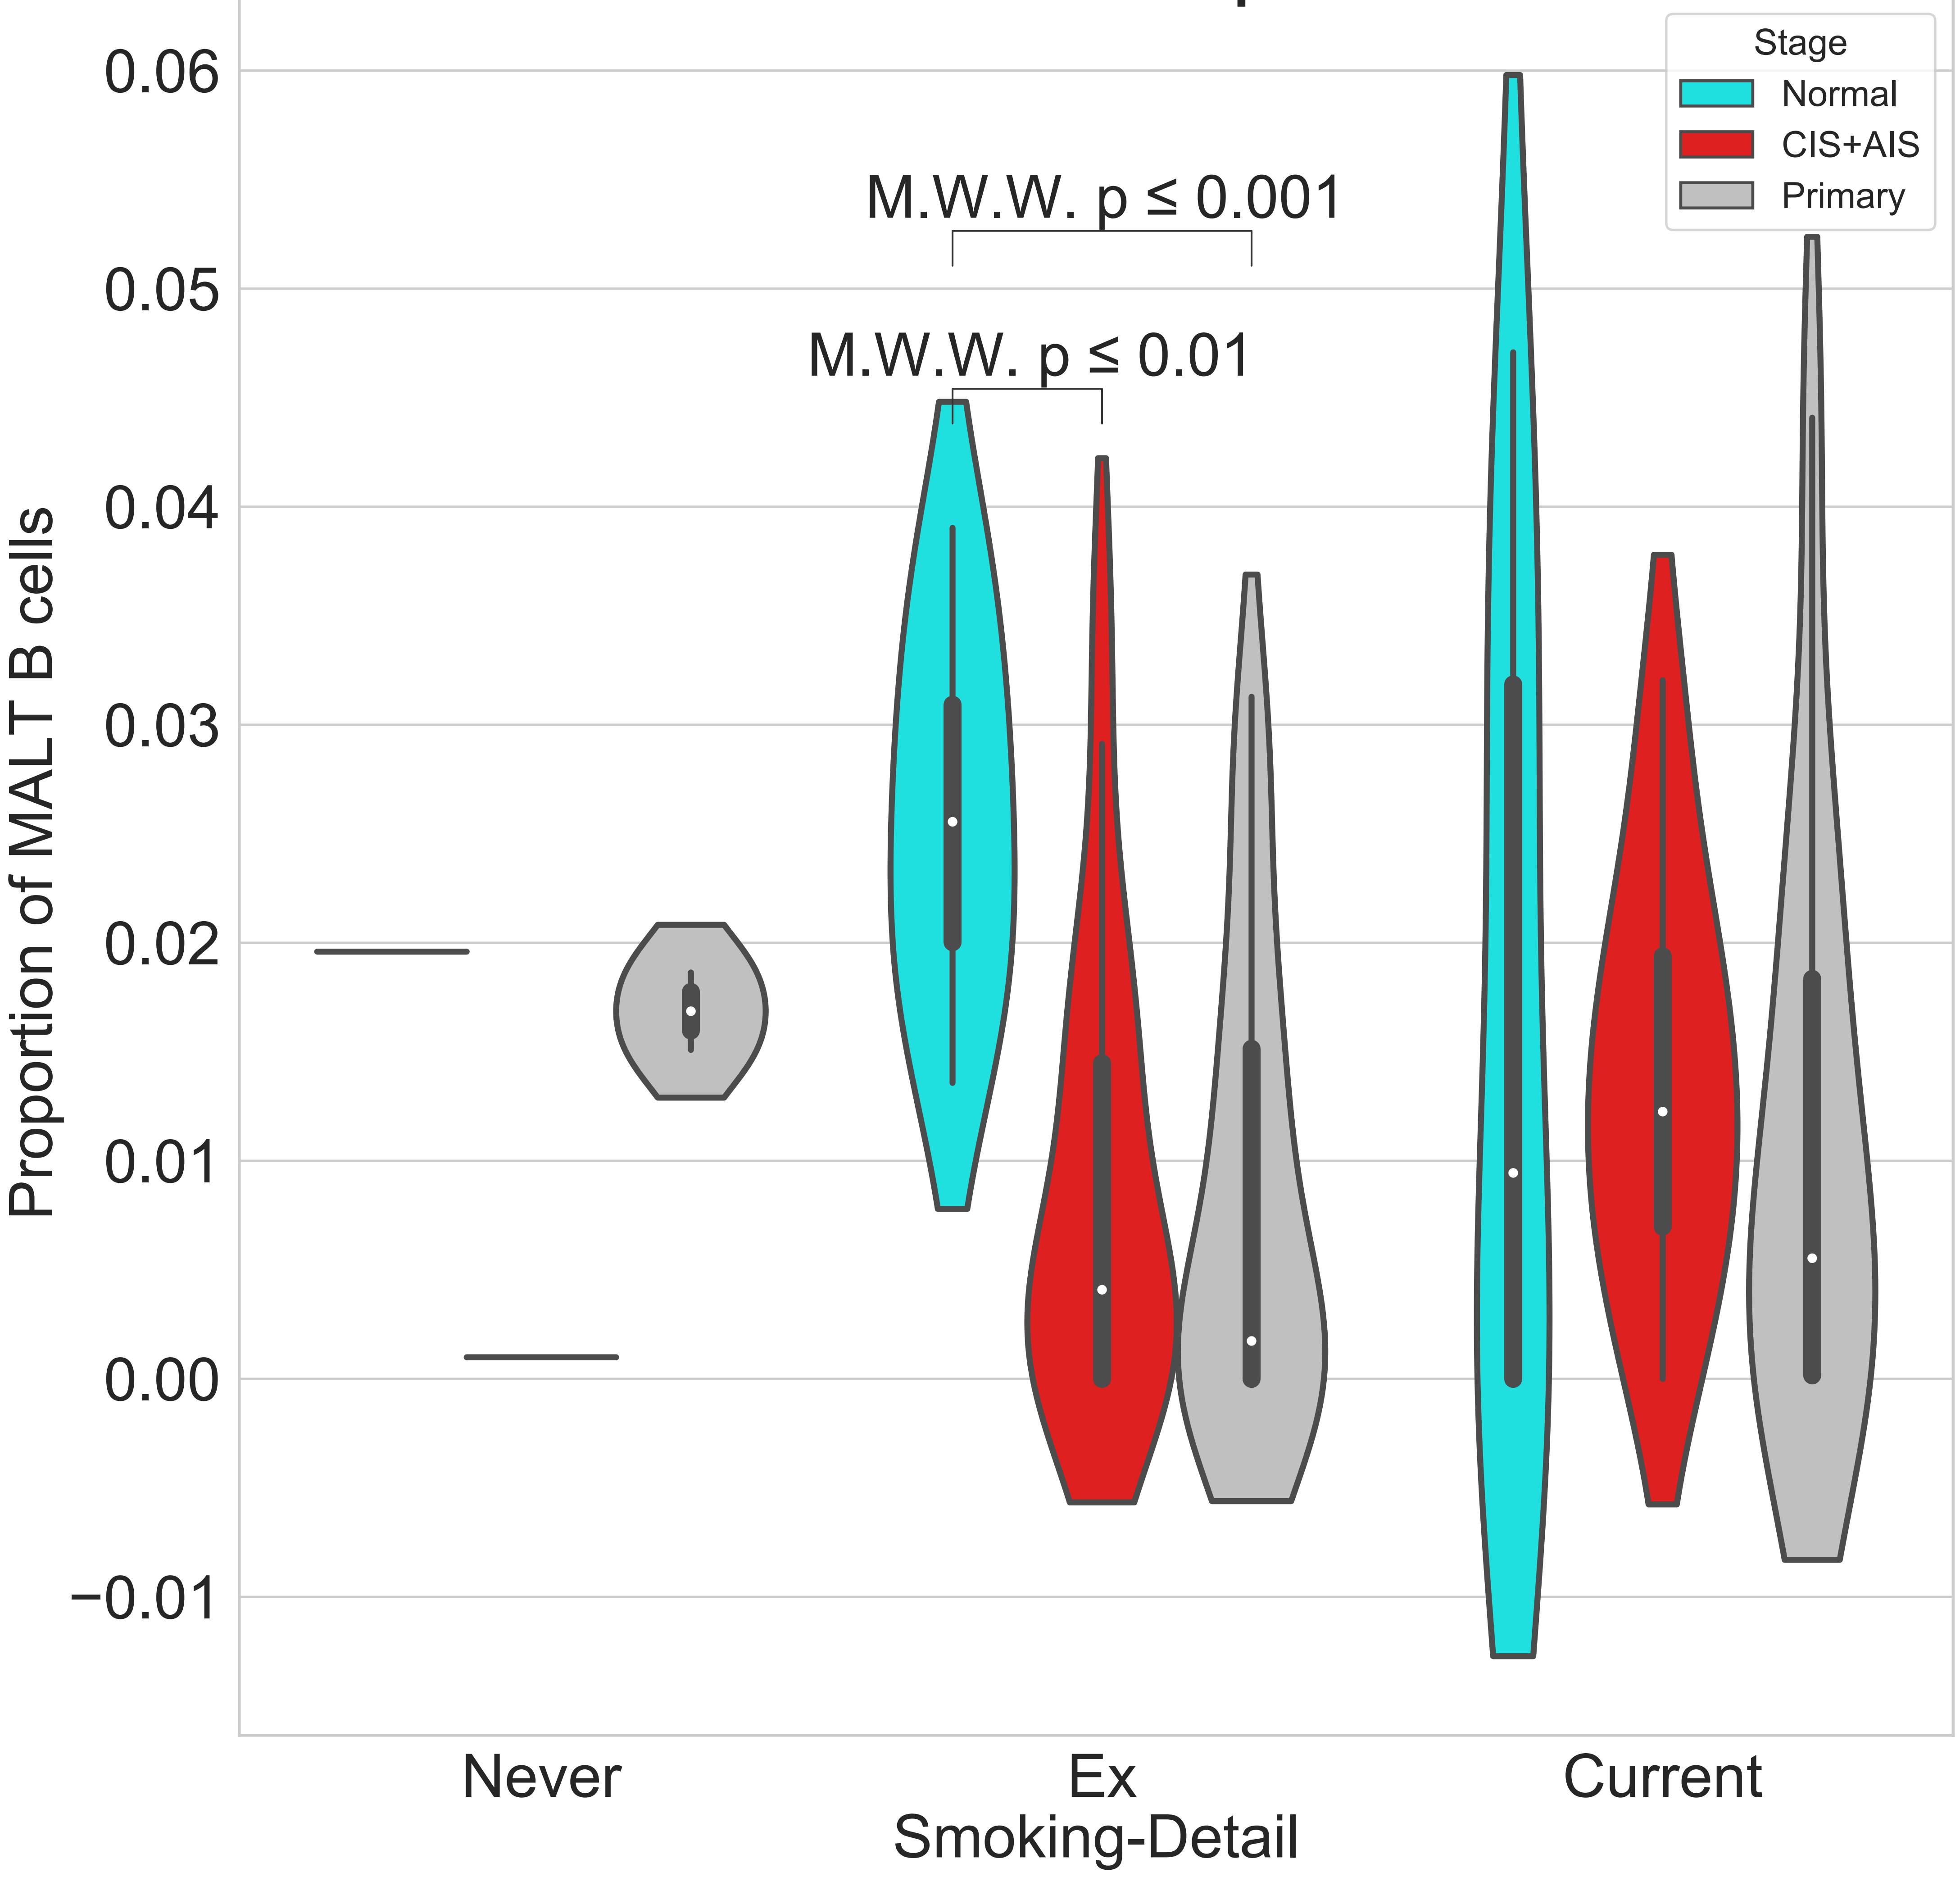 Stage
Normal
CIS+AIS
Primary
0.06
0.05
0.04
0.03
0.02
0.01
0.00
−0.01
Proportion of MALT B cells
M.W.W. p ≤ 0.001
M.W.W. p ≤ 0.01
Never
Ex
Current
Smoking-Detail